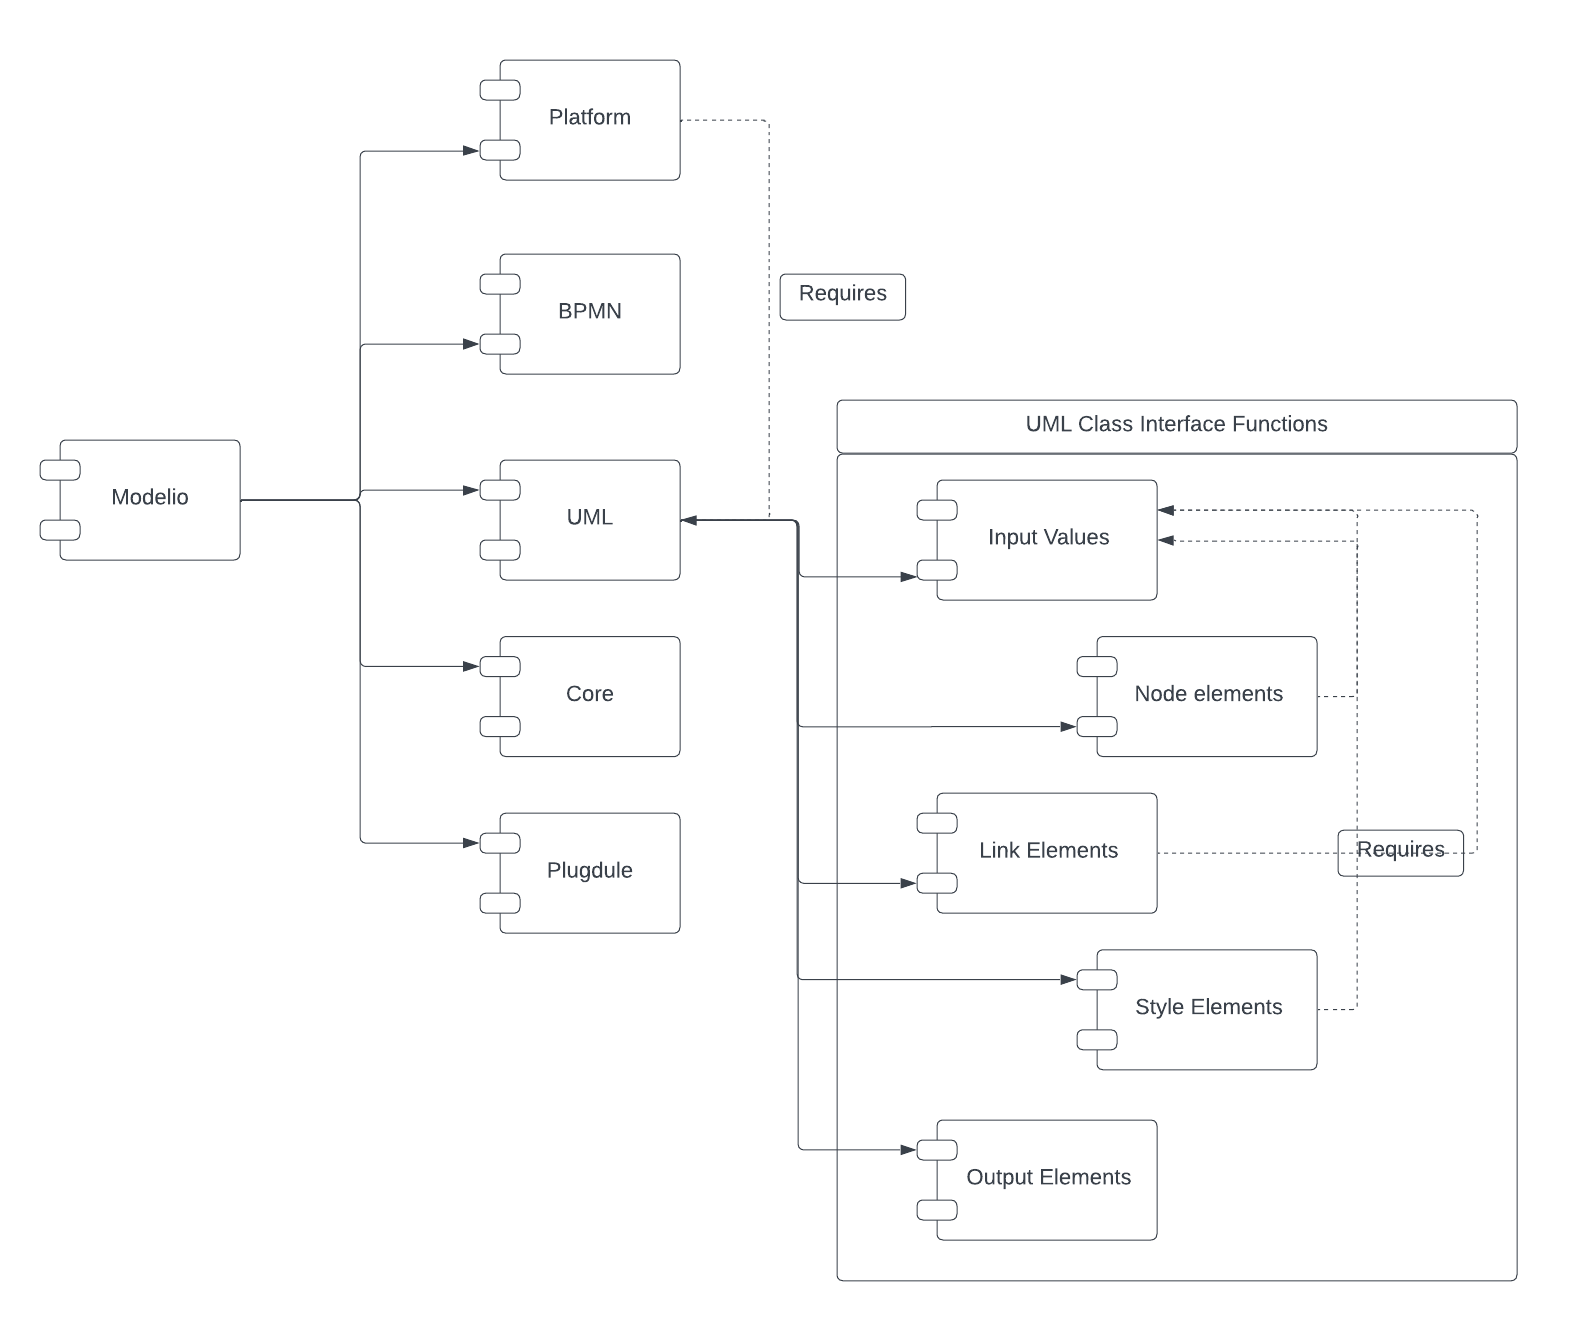 Platform
BPMN
Requires
UML Class Interface Functions
Modelio
UML
Input Values
Core
Node elements
Plugdule
Link Elements
Requires
Style Elements
Output Elements